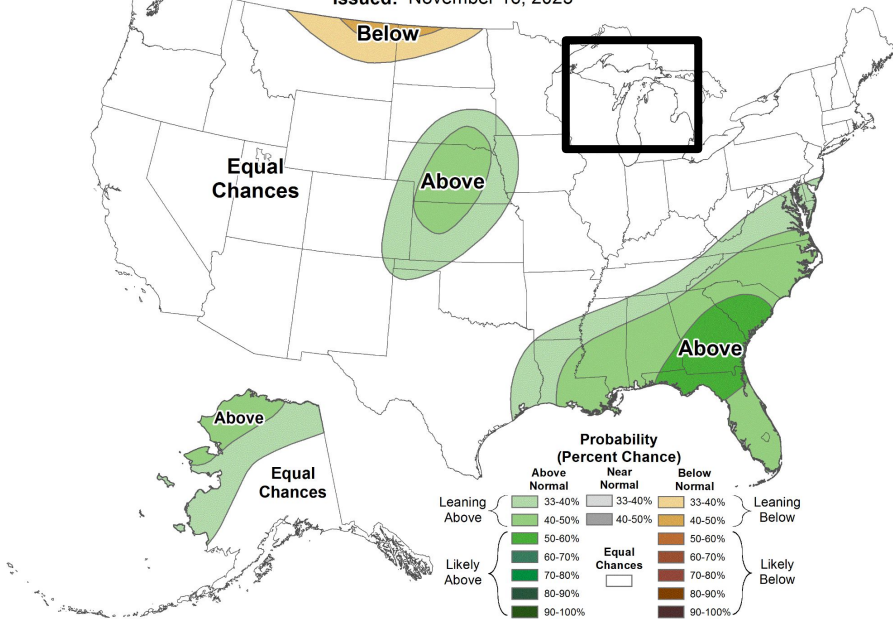 Below
Equal
Chances
Above
Above
Above
Equal
Chances
Probability
(Percent Chance)
Above
Normal
Near
Normal
Below
Normal
Leaning
Above
33-40%
33-40%
33-40%
40-50%
40-50%
40-50%
Leaning
Below
Likely
Above
50-60%
60-70%
70-80%
80-90%
90-100%
Equal
Chances
50-60%
60-70%
70-80%
80-90%
90-100%
Likely
Below